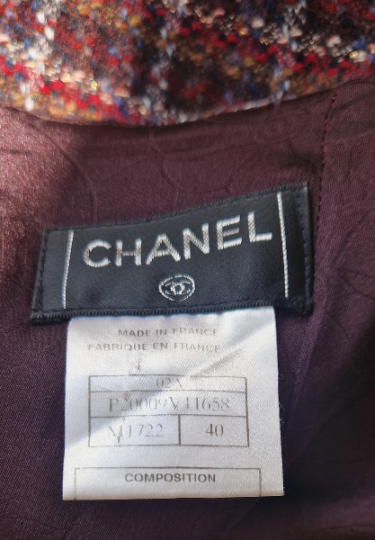 CHANEL
MADE IN FRANCE
FABRIQUE EN FRANCE
02A
P20009V11658
M1722 40
COMPOSITION